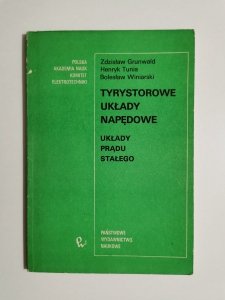 POLSKA
AKADEMIA NAUK
KOMITET
ELEKTROTECHNIKI
Zdzisław Grunwald
Henryk Tunia
Bolesław Winiarski
TYRYSTOROWE
UKŁADY
NAPĘDOWE
UKŁADY
PRĄDU
STAŁEGO
PAŃSTWOWE
WYDAWNICTWO
NAUKOWE